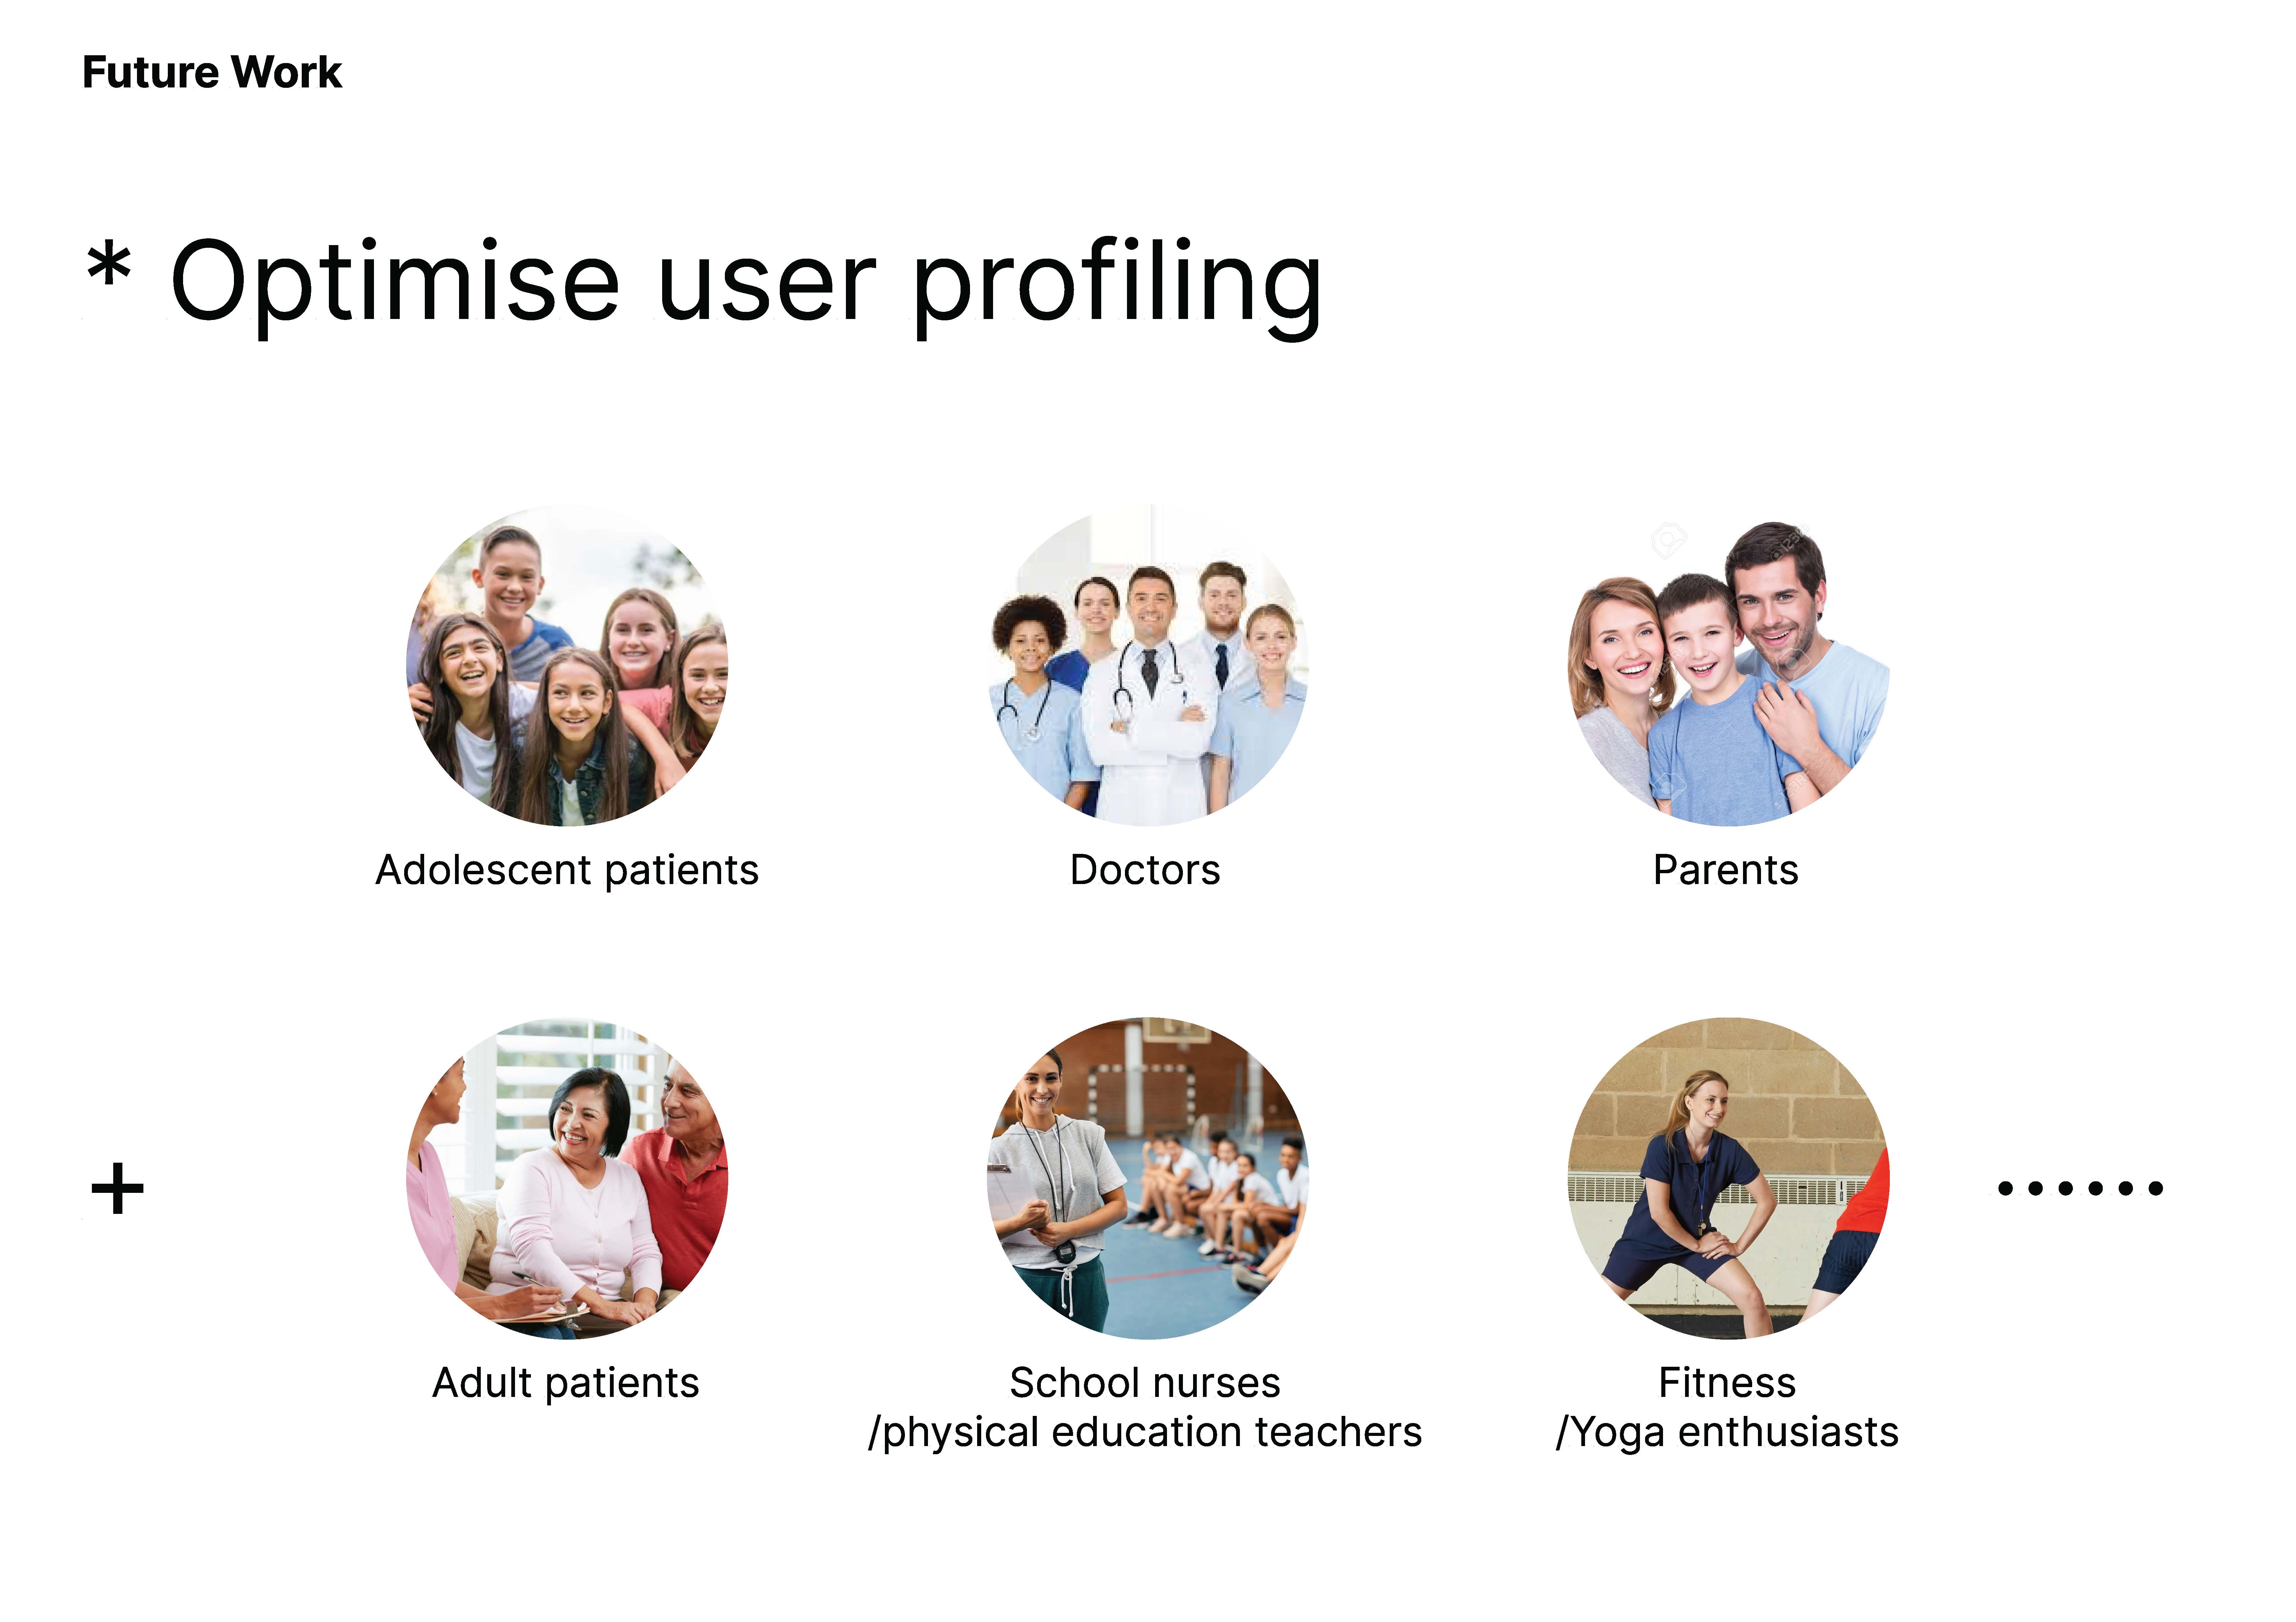 Future Work
* Optimise user profiling
Adolescent patients
Doctors
Parents
+
······
Adult patients
School nurses
/physical education teachers
Fitness
/Yoga enthusiasts